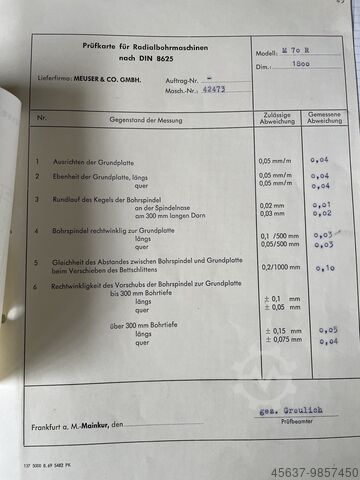 Prüfkarte für Radialbohrmaschinen
nach DIN 8625
Modell: M 70 R
Dim.: 1800
Lieferfirma: MEUSER & CO. GMBH.
Auftrag-Nr.: -
Masch.-Nr.: 42473
Nr. Gegenstand der Messung Zulässige Abweichung Gemessene Abweichung
1 Ausrichten der Grundplatte 0,05 mm/m 0,04
2 Ebenheit der Grundplatte, längs 0,05 mm/m
quer 0,05 mm/m 0,04
3 Rundlauf des Kegels der Bohrspindel
an der Spindelnase 0,02 mm 0,01
am 300 mm langen Dorn 0,03 mm 0,02
4 Bohrspindel rechtwinklig zur Grundplatte
längs 0,1 /500 mm 0,03
quer 0,05/500 mm 0,03
5 Gleichheit des Abstandes zwischen Bohrspindel und Grundplatte
beim Verschieben des Bettschlittens 0,2/1000 mm 0,10
6 Rechtwinkligkeit des Vorschubs der Bohrspindel zur Grundplatte
bis 300 mm Bohrtiefe
längs ± 0,1 mm
quer ± 0,05 mm
über 300 mm Bohrtiefe
längs ± 0,15 mm 0,05
quer ± 0,075 mm 0,04
Frankfurt a. M.-Mainkur, den
gez. Greulich
Prüfbeamter
137 5000 8.69 5482 PK
45637-9857450